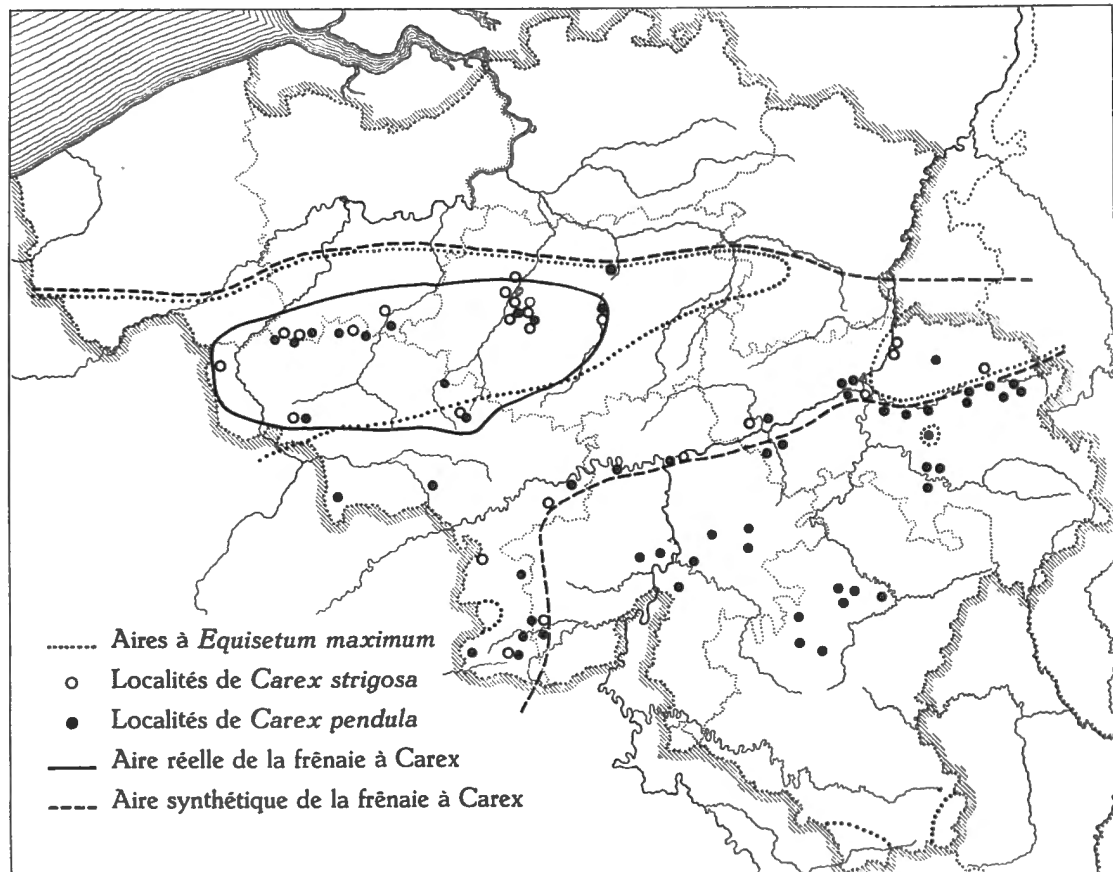 Aires à Equisetum maximum
Localités de Carex strigosa
Localités de Carex pendula
Aire réelle de la frênaie à Carex
Aire synthétique de la frênaie à Carex